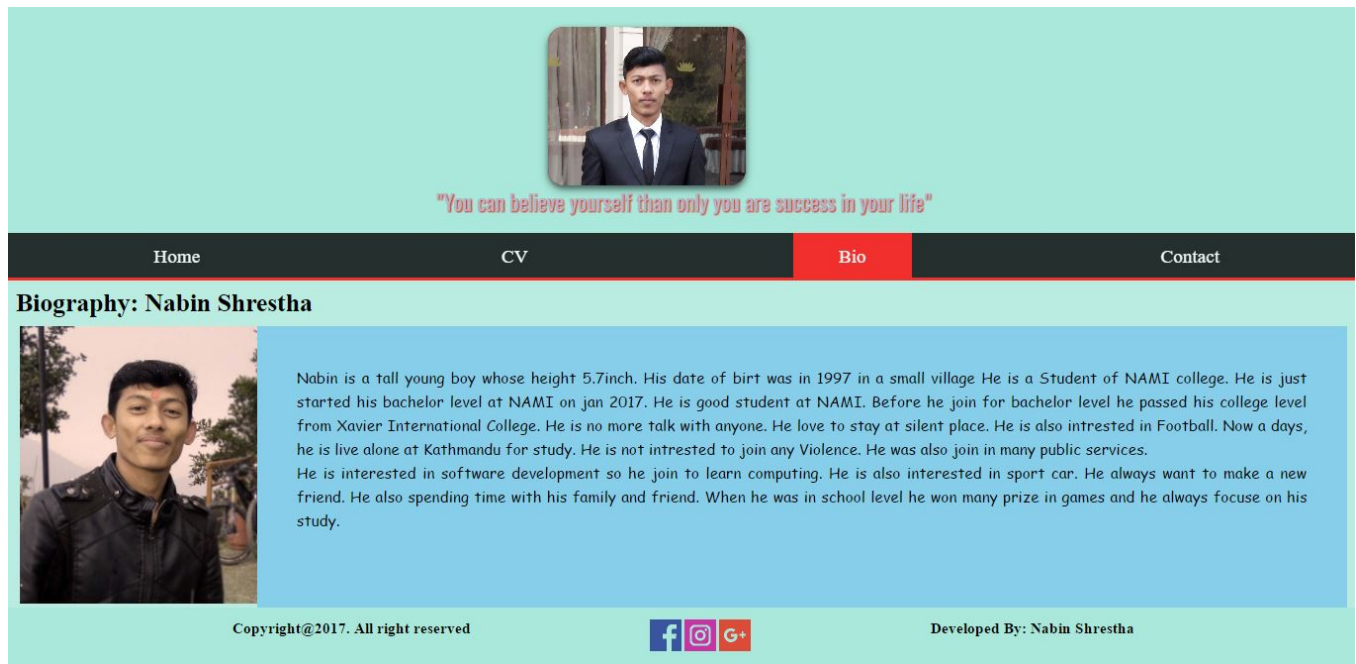 "You can believe yourself than only you are success in your life"
Home CV Bio Contact
Biography: Nabin Shrestha
Nabin is a tall young boy whose height 5.7inch. His date of birt was in 1997 in a small village He is a Student of NAMI college. He is just
started his bachelor level at NAMI on jan 2017. He is good student at NAMI. Before he join for bachelor level he passed his college level
from Xavier International College. He is no more talk with anyone. He love to stay at silent place. He is also intrested in Football. Now a days,
he is live alone at Kathmandu for study. He is not intrested to join any Violence. He was also join in many public services.
He is interested in software development so he join to learn computing. He is also interested in sport car. He always want to make a new
friend. He also spending time with his family and friend. When he was in school level he won many prize in games and he always focuse on his
study.
Copyright@2017. All right reserved
f G+
Developed By: Nabin Shrestha